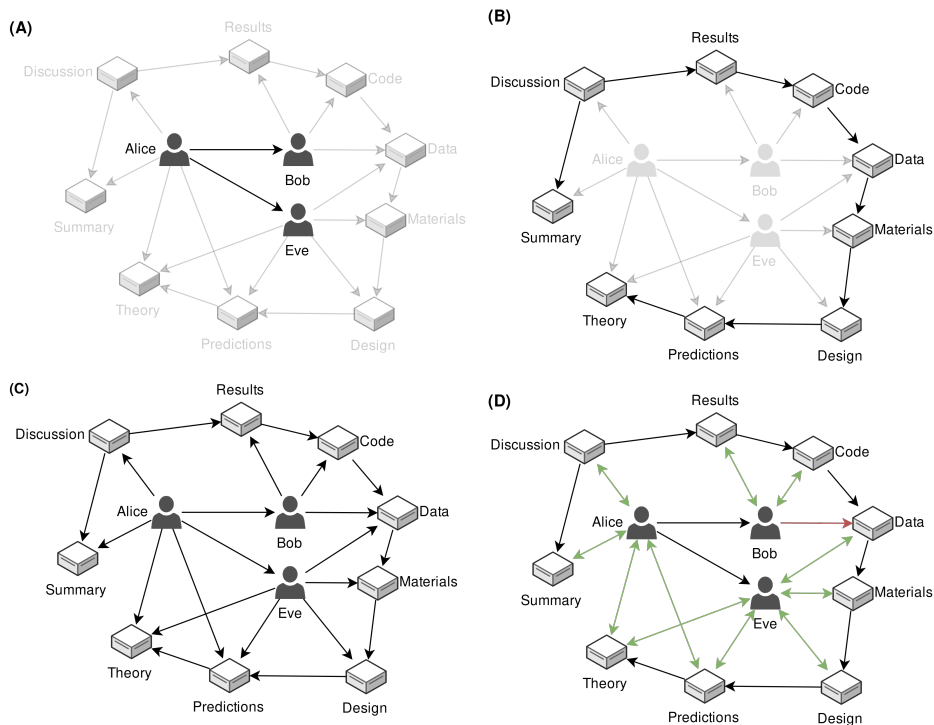 (A)
Results
Discussion
Code
Alice
Bob
Data
Summary
Eve
Materials
Theory
Predictions
Design
(B)
Results
Discussion
Code
Alice
Bob
Data
Summary
Eve
Materials
Theory
Predictions
Design
(C)
Results
Discussion
Code
Alice
Bob
Data
Summary
Eve
Materials
Theory
Predictions
Design
(D)
Results
Discussion
Code
Alice
Bob
Data
Summary
Eve
Materials
Theory
Predictions
Design